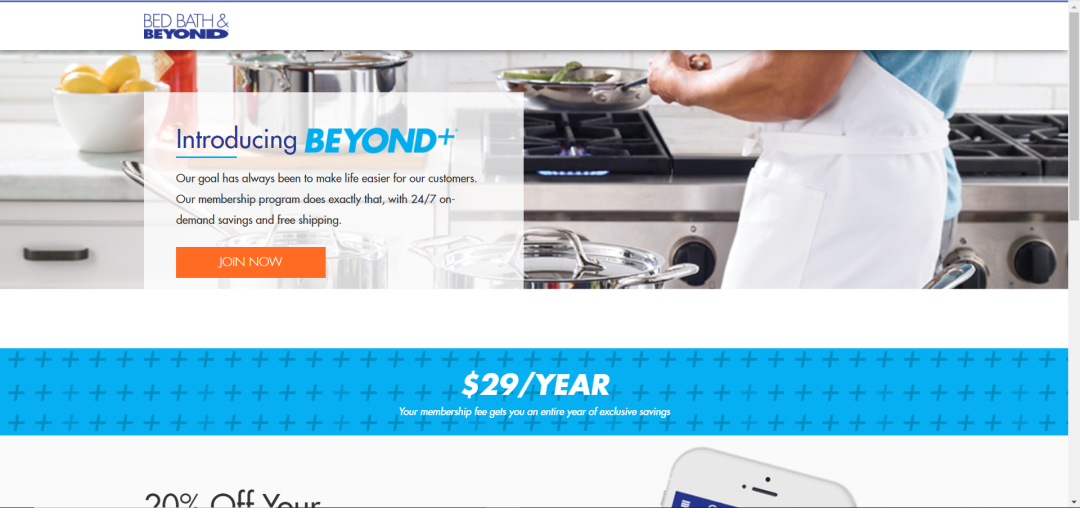 BED BATH &
BEYOND
Introducing BEYOND+
Our goal has always been to make life easier for our customers.
Our membership program does exactly that, with 24/7 on-
demand savings and free shipping.
JOIN NOW
$29/YEAR
Your membership fee gets you an entire year of exclusive savings
20% Off Your